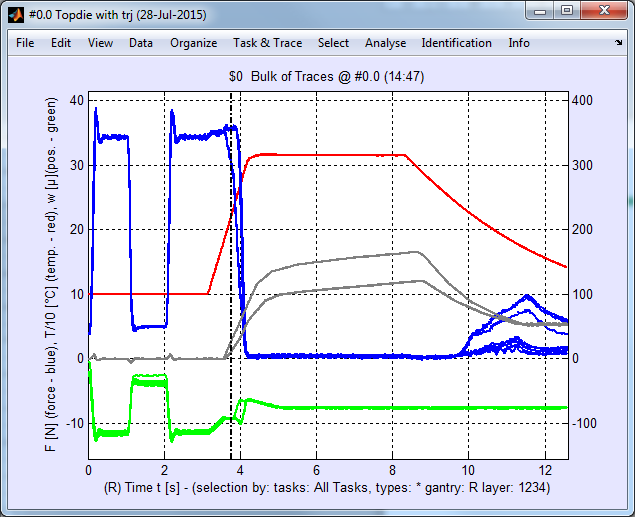 #0.0 Topdie with trj (28-Jul-2015)
File Edit View Data Organize Task & Trace Select Analyse Identification Info
$0 Bulk of Traces @ #0.0 (14:47)
F [N] (force - blue), T/10 [°C] (temp. - red), w [µ](pos. - green)
40
30
20
10
0
-10
400
300
200
100
0
-100
0 2 4 6 8 10 12
(R) Time t [s] - (selection by: tasks: All Tasks, types: * gantry: R layer: 1234)